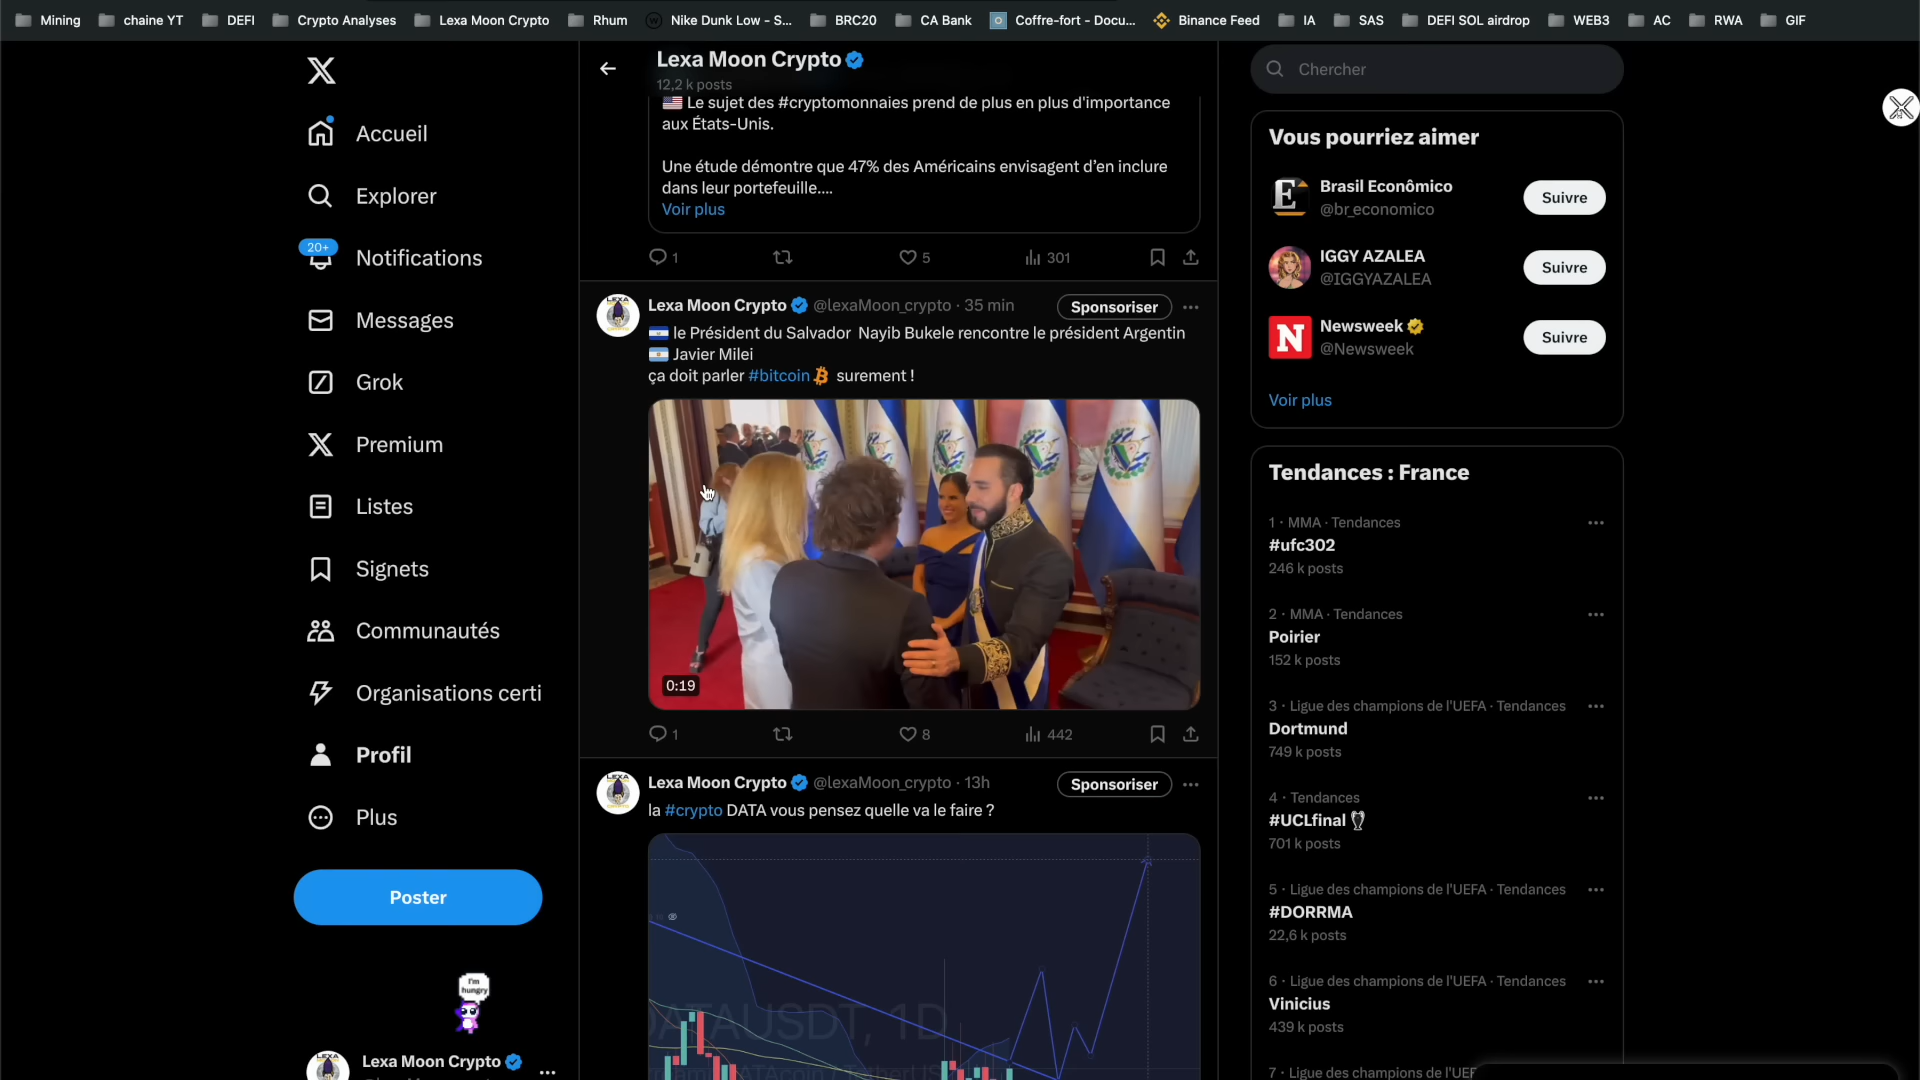 Mining
chaine YT
DEFI
Crypto Analyses
Lexa Moon Crypto
Rhum
Nike Dunk Low - S...
BRC20
CA Bank
Coffre-fort - Docu...
Binance Feed
IA
SAS
DEFI SOL airdrop
WEB3
AC
RWA
GIF
Accueil
Explorer
20+
Notifications
Messages
Grok
Premium
Listes
Signets
Communautés
Organisations certi
Profil
Plus
Poster
I'm
hungry
LEXA
Lexa Moon Crypto
Lexa Moon Crypto
12,2 k posts
Le sujet des #cryptomonnaies prend de plus en plus d'importance
aux États-Unis.
Une étude démontre que 47% des Américains envisagent d’en inclure
dans leur portefeuille....
Voir plus
1
5
301
LEXA
Lexa Moon Crypto @lexaMoon_crypto · 35 min
Sponsoriser
le Président du Salvador Nayib Bukele rencontre le président Argentin
Javier Milei
ça doit parler #bitcoin surement !
0:19
1
8
442
LEXA
Lexa Moon Crypto @lexaMoon_crypto · 13h
Sponsoriser
la #crypto DATA vous pensez quelle va le faire ?
DATAUSDT, 1D
Chercher
Vous pourriez aimer
Brasil Econômico
@br_economico
Suivre
IGGY AZALEA
@IGGYAZALEA
Suivre
N
Newsweek
@Newsweek
Suivre
Voir plus
Tendances : France
1 · MMA · Tendances
#ufc302
246 k posts
2 · MMA · Tendances
Poirier
152 k posts
3 · Ligue des champions de l'UEFA · Tendances
Dortmund
749 k posts
4 · Tendances
#UCLfinal
701 k posts
5 · Ligue des champions de l'UEFA · Tendances
#DORRMA
22,6 k posts
6 · Ligue des champions de l'UEFA · Tendances
Vinicius
439 k posts
7 · Ligue des champions de l'UEF